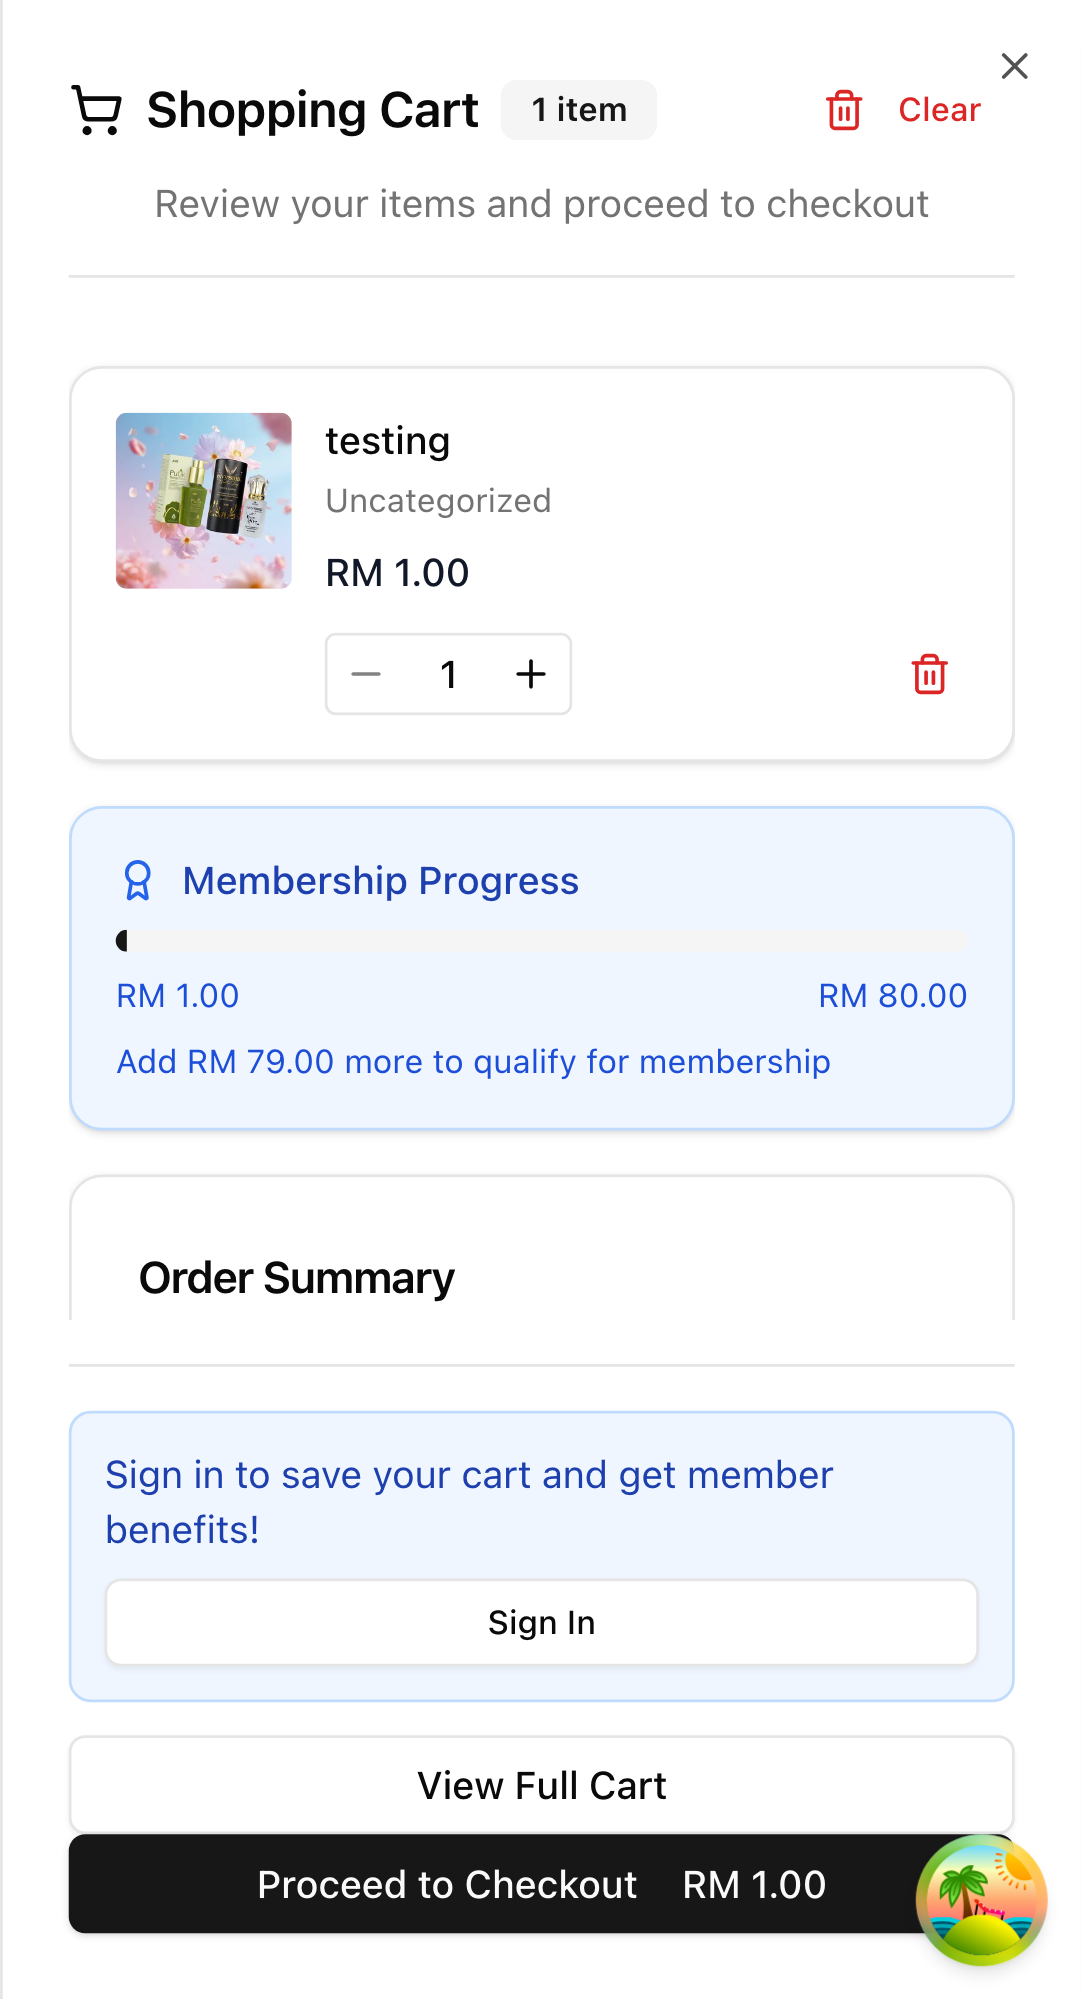 Shopping Cart
1 item
Clear
Review your items and proceed to checkout
testing
Uncategorized
RM 1.00
1
Membership Progress
RM 1.00
RM 80.00
Add RM 79.00 more to qualify for membership
Order Summary
Sign in to save your cart and get member
benefits!
Sign In
View Full Cart
Proceed to Checkout RM 1.00